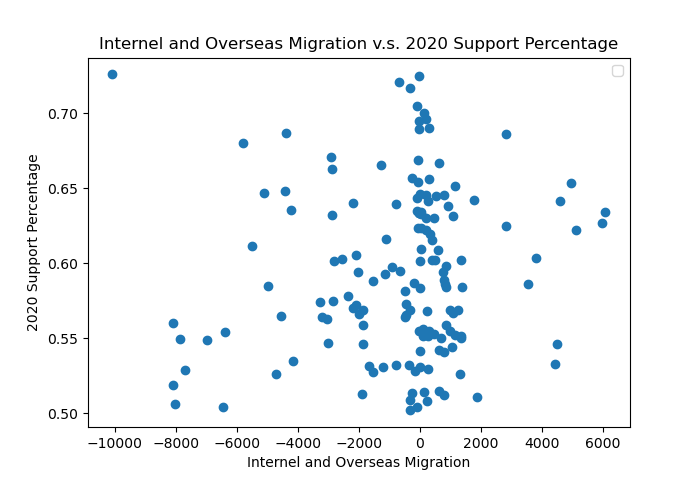 Internel and Overseas Migration v.s. 2020 Support Percentage
2020 Support Percentage
0.70
0.65
0.60
0.55
0.50
−10000 −8000 −6000 −4000 −2000 0 2000 4000 6000
Internel and Overseas Migration